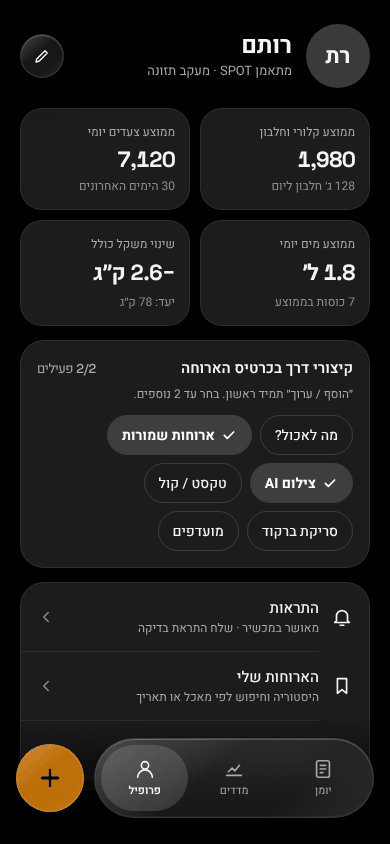 רת
רותם
מתאמן SPOT · מעקב תזונה
ממוצע קלורי וחלבון
1,980
128 ג׳ חלבון ליום
ממוצע צעדים יומי
7,120
30 הימים האחרונים
ממוצע מים יומי
1.8 ל׳
7 כוסות בממוצע
שינוי משקל כולל
−2.6 ק״ג
יעד: 78 ק״ג
קיצורי דרך בכרטיס הארוחה
2/2 פעילים
״הוסף / ערוך״ תמיד ראשון. בחר עד 2 נוספים.
מה לאכול?
ארוחות שמורות
צילום AI
טקסט / קול
סריקת ברקוד
מועדפים
התראות
מאושר במכשיר · שלח התראת בדיקה
הארוחות שלי
היסטוריה וחיפוש לפי מאכל או תאריך
יומן
מדדים
פרופיל